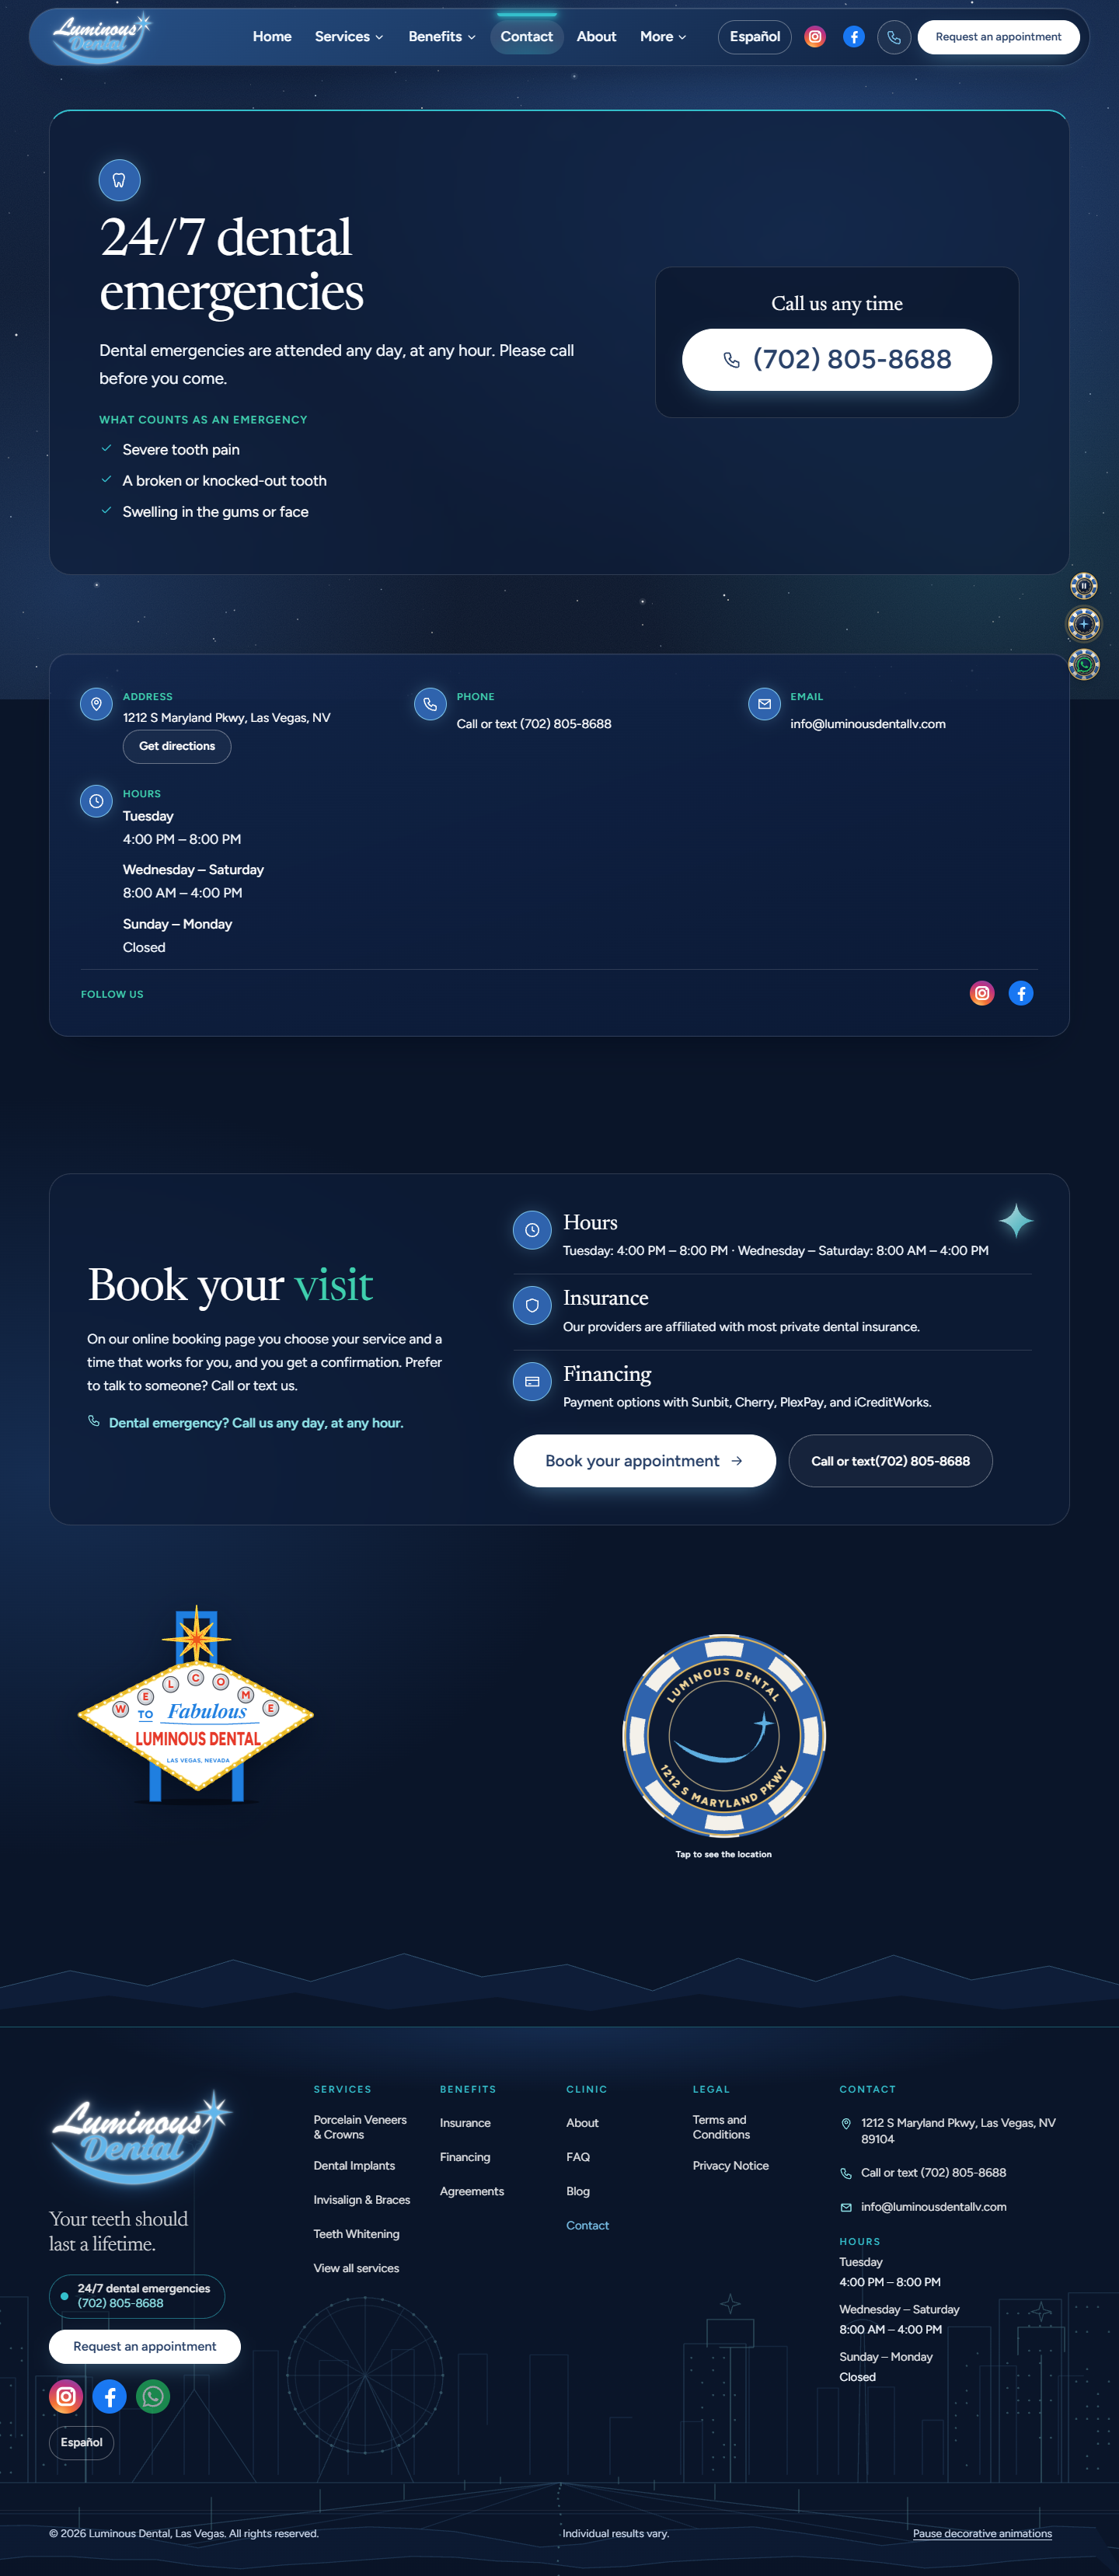 Luminous
Dental
Home
Services
Benefits
Contact
About
More
Español
Request an appointment
24/7 dental
emergencies
Dental emergencies are attended any day, at any hour. Please call
before you come.
WHAT COUNTS AS AN EMERGENCY
Severe tooth pain
A broken or knocked-out tooth
Swelling in the gums or face
Call us any time
(702) 805-8688
ADDRESS
1212 S Maryland Pkwy, Las Vegas, NV
Get directions
PHONE
Call or text (702) 805-8688
EMAIL
info@luminousdentallv.com
HOURS
Tuesday
4:00 PM – 8:00 PM
Wednesday – Saturday
8:00 AM – 4:00 PM
Sunday – Monday
Closed
FOLLOW US
Book your visit
On our online booking page you choose your service and a
time that works for you, and you get a confirmation. Prefer
to talk to someone? Call or text us.
Dental emergency? Call us any day, at any hour.
Hours
Tuesday: 4:00 PM – 8:00 PM · Wednesday – Saturday: 8:00 AM – 4:00 PM
Insurance
Our providers are affiliated with most private dental insurance.
Financing
Payment options with Sunbit, Cherry, PlexPay, and iCreditWorks.
Book your appointment
Call or text(702) 805-8688
WELCOME
TO Fabulous
LUMINOUS DENTAL
LAS VEGAS, NEVADA
LUMINOUS DENTAL
1212 S MARYLAND PKWY
Tap to see the location
Luminous
Dental
Your teeth should
last a lifetime.
24/7 dental emergencies
(702) 805-8688
Request an appointment
Español
SERVICES
Porcelain Veneers
& Crowns
Dental Implants
Invisalign & Braces
Teeth Whitening
View all services
BENEFITS
Insurance
Financing
Agreements
CLINIC
About
FAQ
Blog
Contact
LEGAL
Terms and
Conditions
Privacy Notice
CONTACT
1212 S Maryland Pkwy, Las Vegas, NV
89104
Call or text (702) 805-8688
info@luminousdentallv.com
HOURS
Tuesday
4:00 PM – 8:00 PM
Wednesday – Saturday
8:00 AM – 4:00 PM
Sunday – Monday
Closed
© 2026 Luminous Dental, Las Vegas. All rights reserved.
Individual results vary.
Pause decorative animations